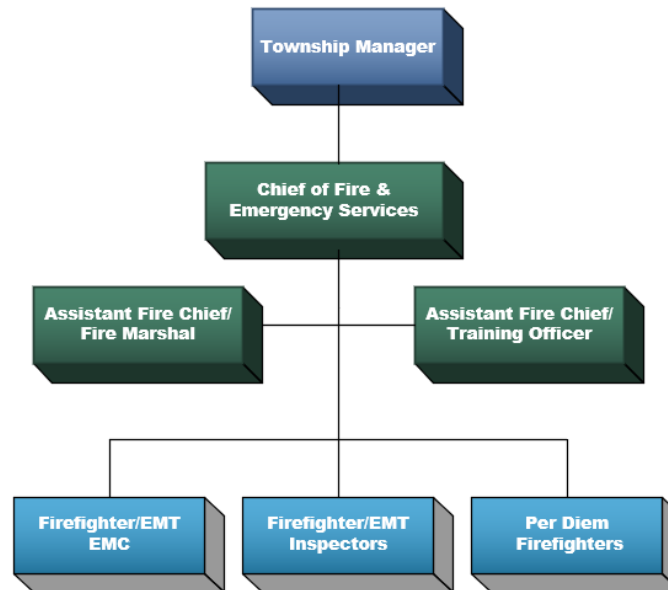 Township Manager
Chief of Fire &
Emergency Services
Assistant Fire Chief/
Fire Marshal
Assistant Fire Chief/
Training Officer
Firefighter/EMT
EMC
Firefighter/EMT
Inspectors
Per Diem
Firefighters